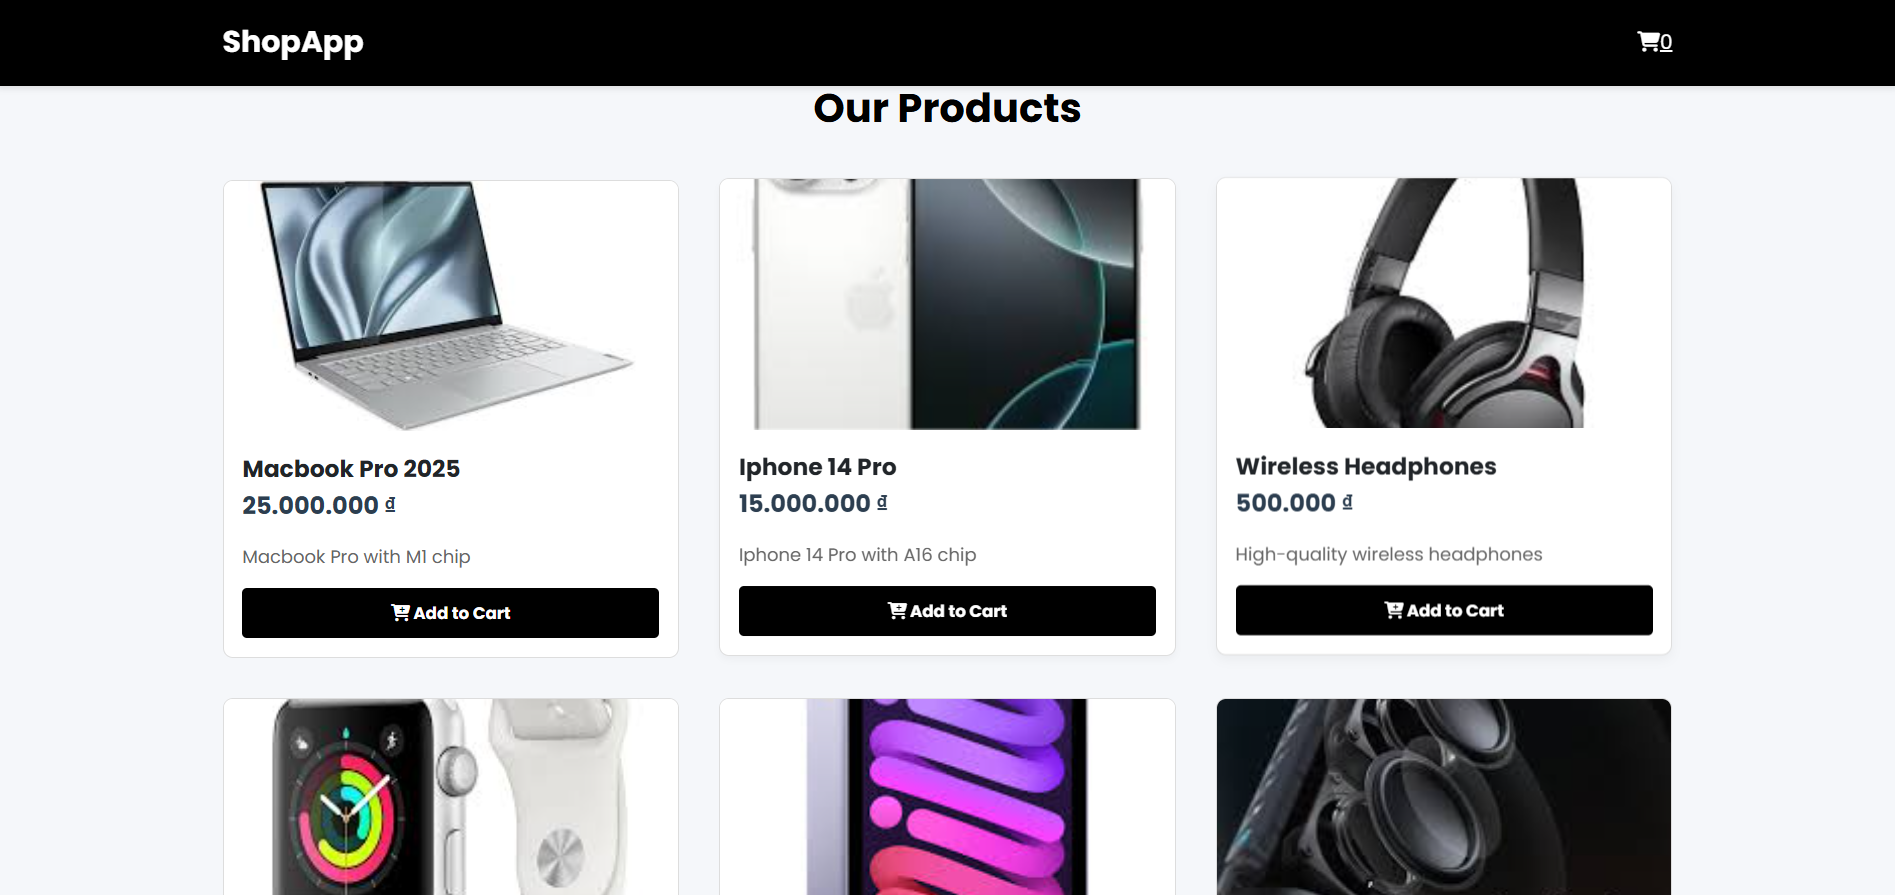 ShopApp
0
Our Products
Macbook Pro 2025
25.000.000 ₫
Macbook Pro with M1 chip
Add to Cart
Iphone 14 Pro
15.000.000 ₫
Iphone 14 Pro with A16 chip
Add to Cart
Wireless Headphones
500.000 ₫
High-quality wireless headphones
Add to Cart